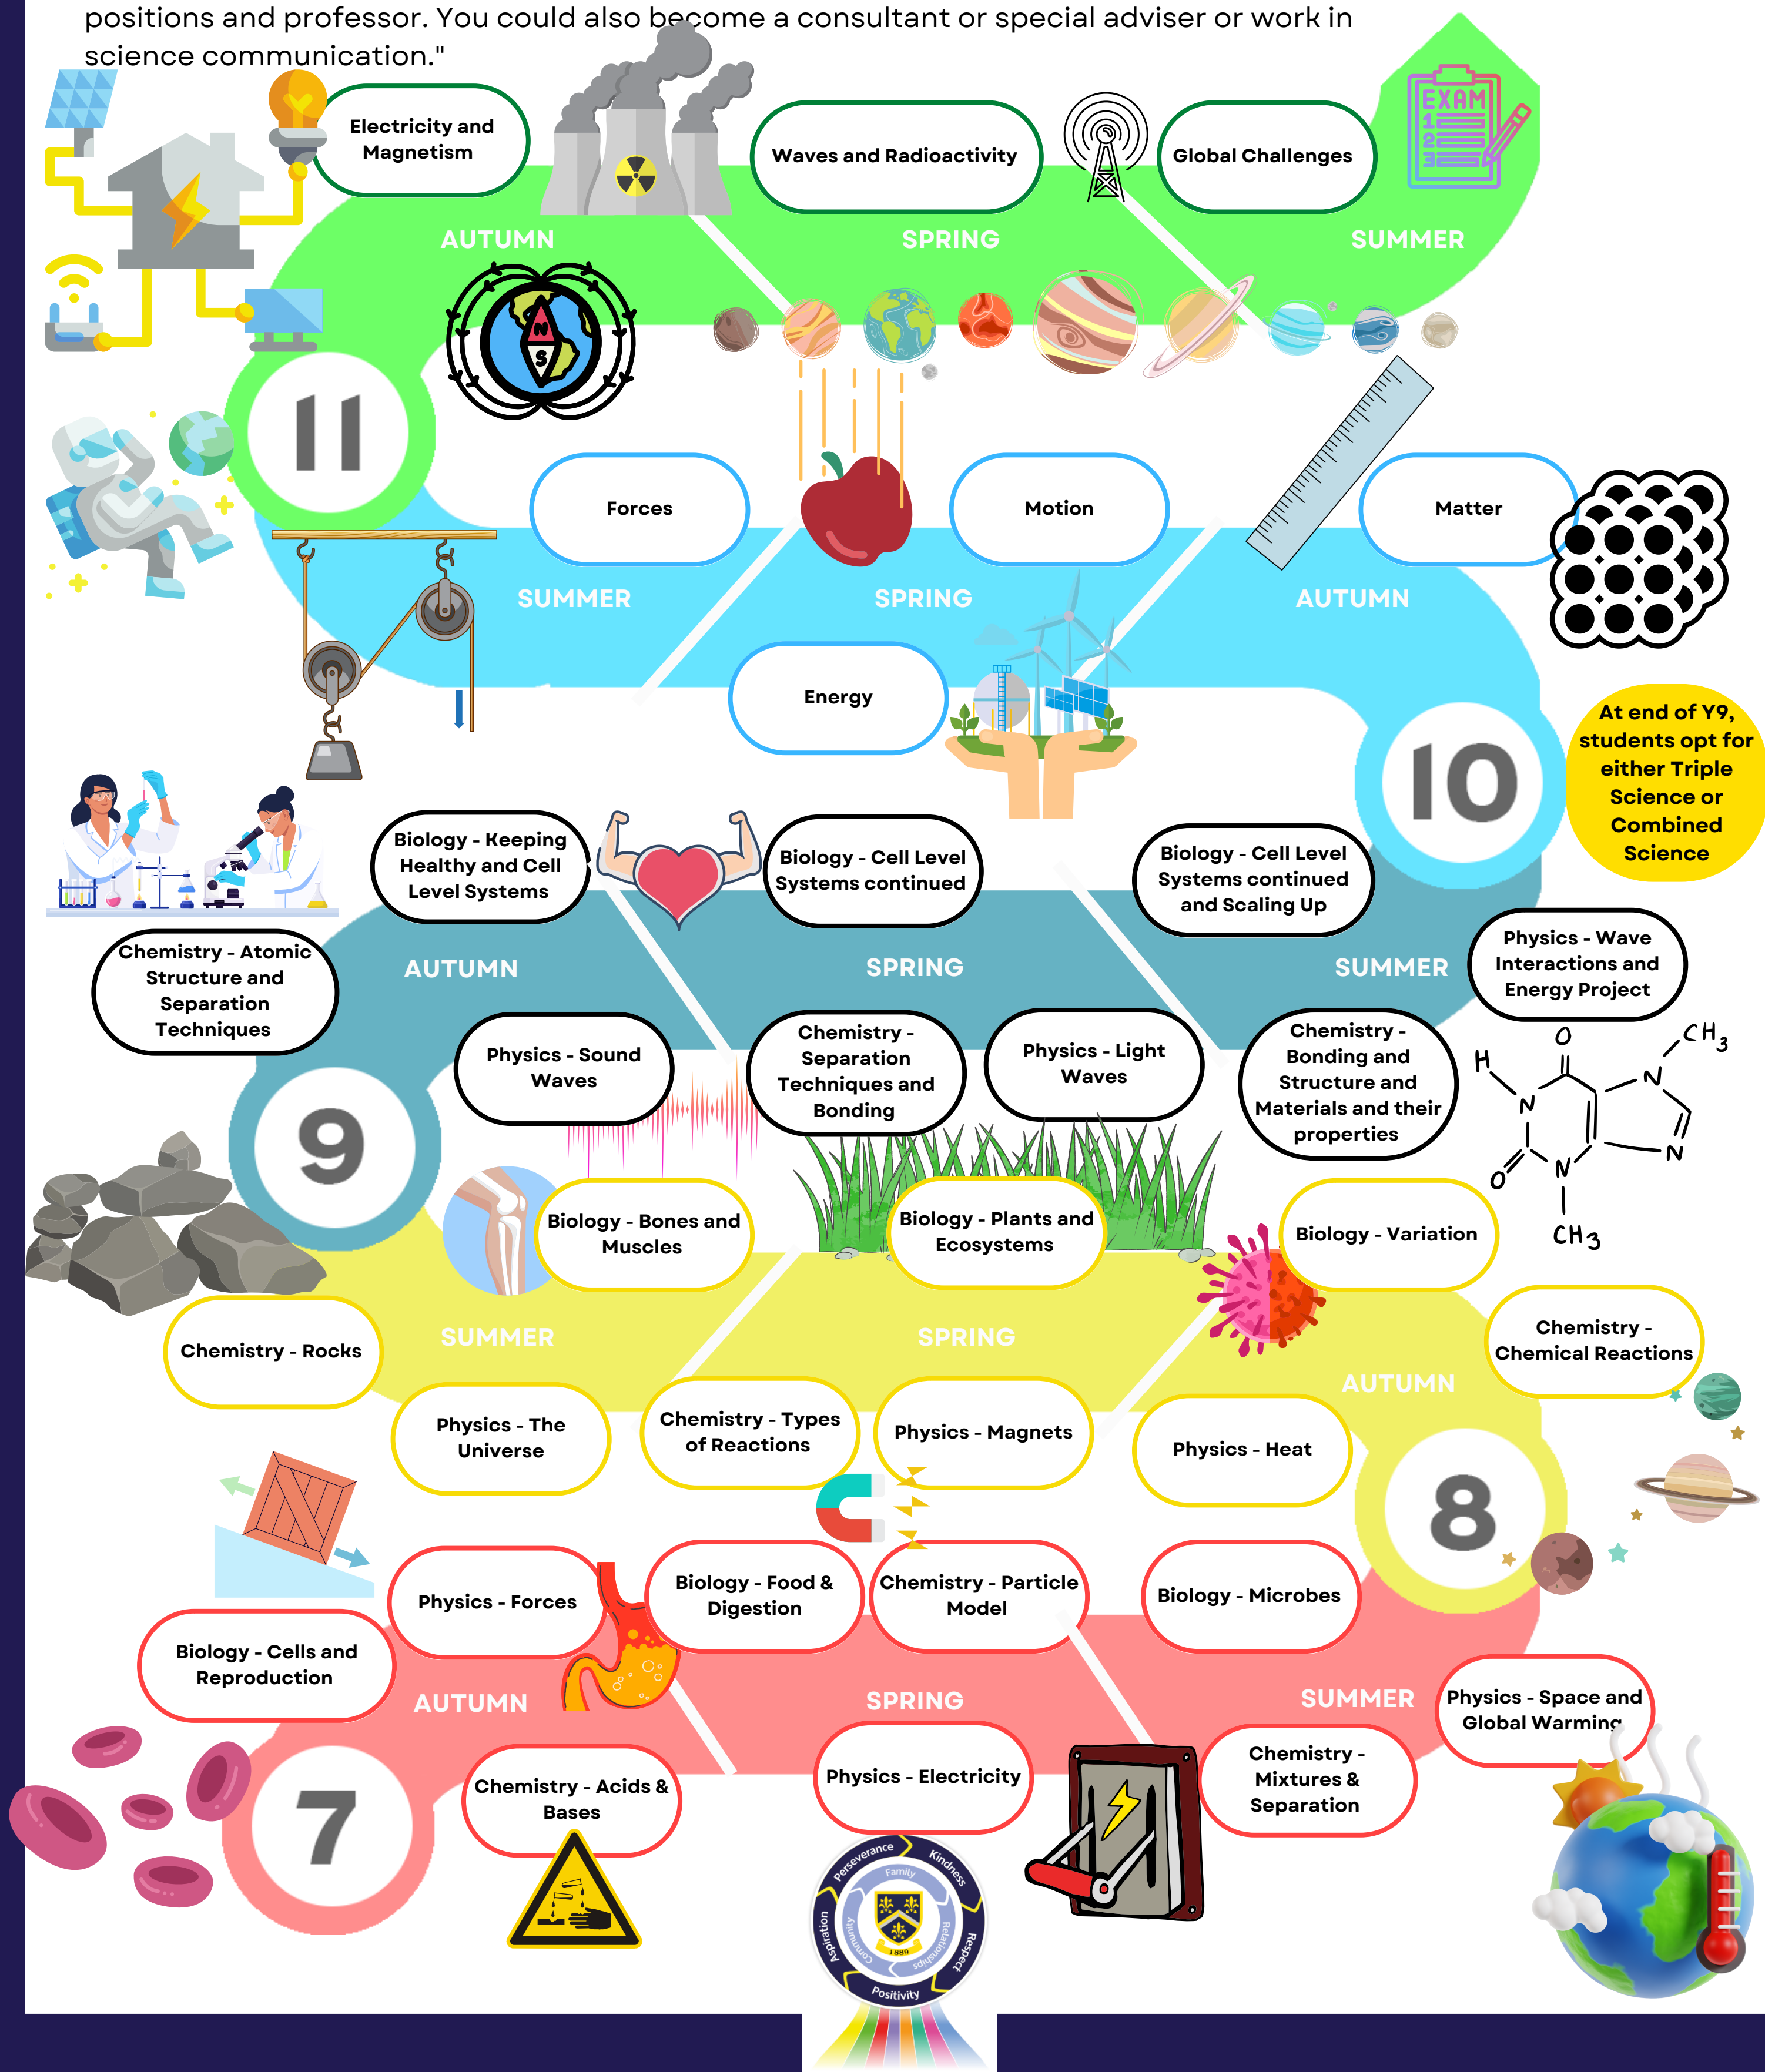 positions and professor. You could also become a consultant or special adviser or work in
science communication."
Electricity and
Magnetism
Waves and Radioactivity
Global Challenges
EXAM
1
2
3
AUTUMN
SPRING
SUMMER
N
S
11
Forces
Motion
Matter
SUMMER
SPRING
AUTUMN
Energy
10
At end of Y9,
students opt for
either Triple
Science or
Combined
Science
Biology - Keeping
Healthy and Cell
Level Systems
Biology - Cell Level
Systems continued
Biology - Cell Level
Systems continued
and Scaling Up
Chemistry - Atomic
Structure and
Separation
Techniques
AUTUMN
SPRING
SUMMER
Physics - Wave
Interactions and
Energy Project
Physics - Sound
Waves
Chemistry -
Separation
Techniques and
Bonding
Physics - Light
Waves
Chemistry -
Bonding and
Structure and
Materials and their
properties
O
CH3
H
N
N
N
N
O
CH3
9
Biology - Bones and
Muscles
Biology - Plants and
Ecosystems
Biology - Variation
Chemistry - Rocks
SUMMER
SPRING
AUTUMN
Chemistry -
Chemical Reactions
Physics - The
Universe
Chemistry - Types
of Reactions
Physics - Magnets
Physics - Heat
8
Physics - Forces
Biology - Food &
Digestion
Chemistry - Particle
Model
Biology - Microbes
Biology - Cells and
Reproduction
AUTUMN
SPRING
SUMMER
Physics - Space and
Global Warming
7
Chemistry - Acids &
Bases
Physics - Electricity
Chemistry -
Mixtures &
Separation
Perseverance
Kindness
Respect
Positivity
Aspiration
Family
Relationships
Community
1889